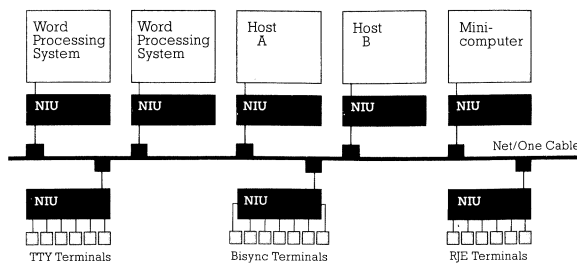 Word
Processing
System
Word
Processing
System
Host
A
Host
B
Mini-
computer
NIU
NIU
NIU
NIU
NIU
Net/One Cable
NIU
NIU
NIU
TTY Terminals
Bisync Terminals
RJE Terminals